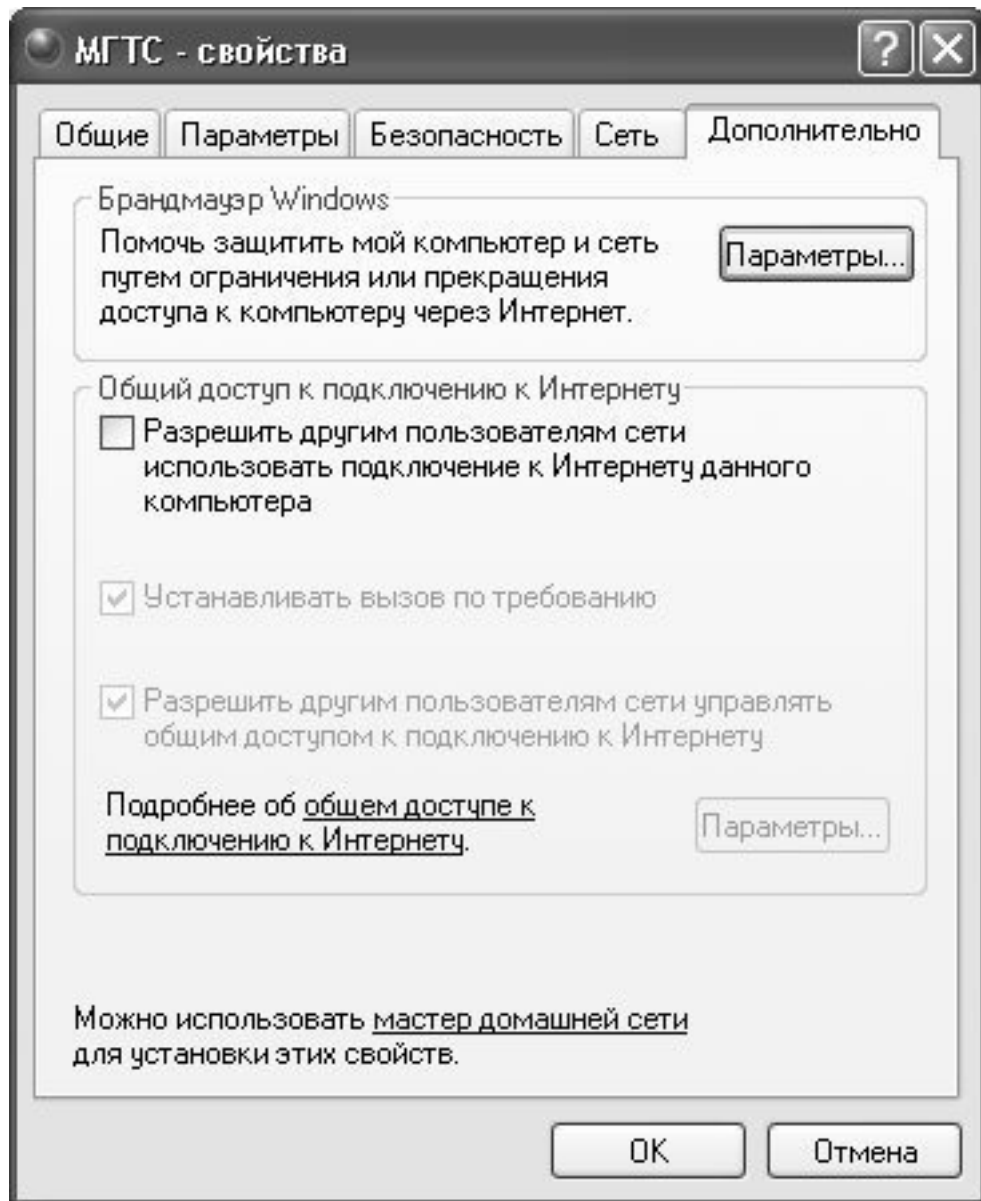 МГТС - свойства
Общие Параметры Безопасность Сеть Дополнительно
Брандмауэр Windows
Помочь защитить мой компьютер и сеть
путем ограничения или прекращения
доступа к компьютеру через Интернет.
Параметры...
Общий доступ к подключению к Интернету
Разрешить другим пользователям сети
использовать подключение к Интернету данного
компьютера
Устанавливать вызов по требованию
Разрешить другим пользователям сети управлять
общим доступом к подключению к Интернету
Подробнее об общем доступе к
подключению к Интернету.
Параметры...
Можно использовать мастер домашней сети
для установки этих свойств.
OK Отмена